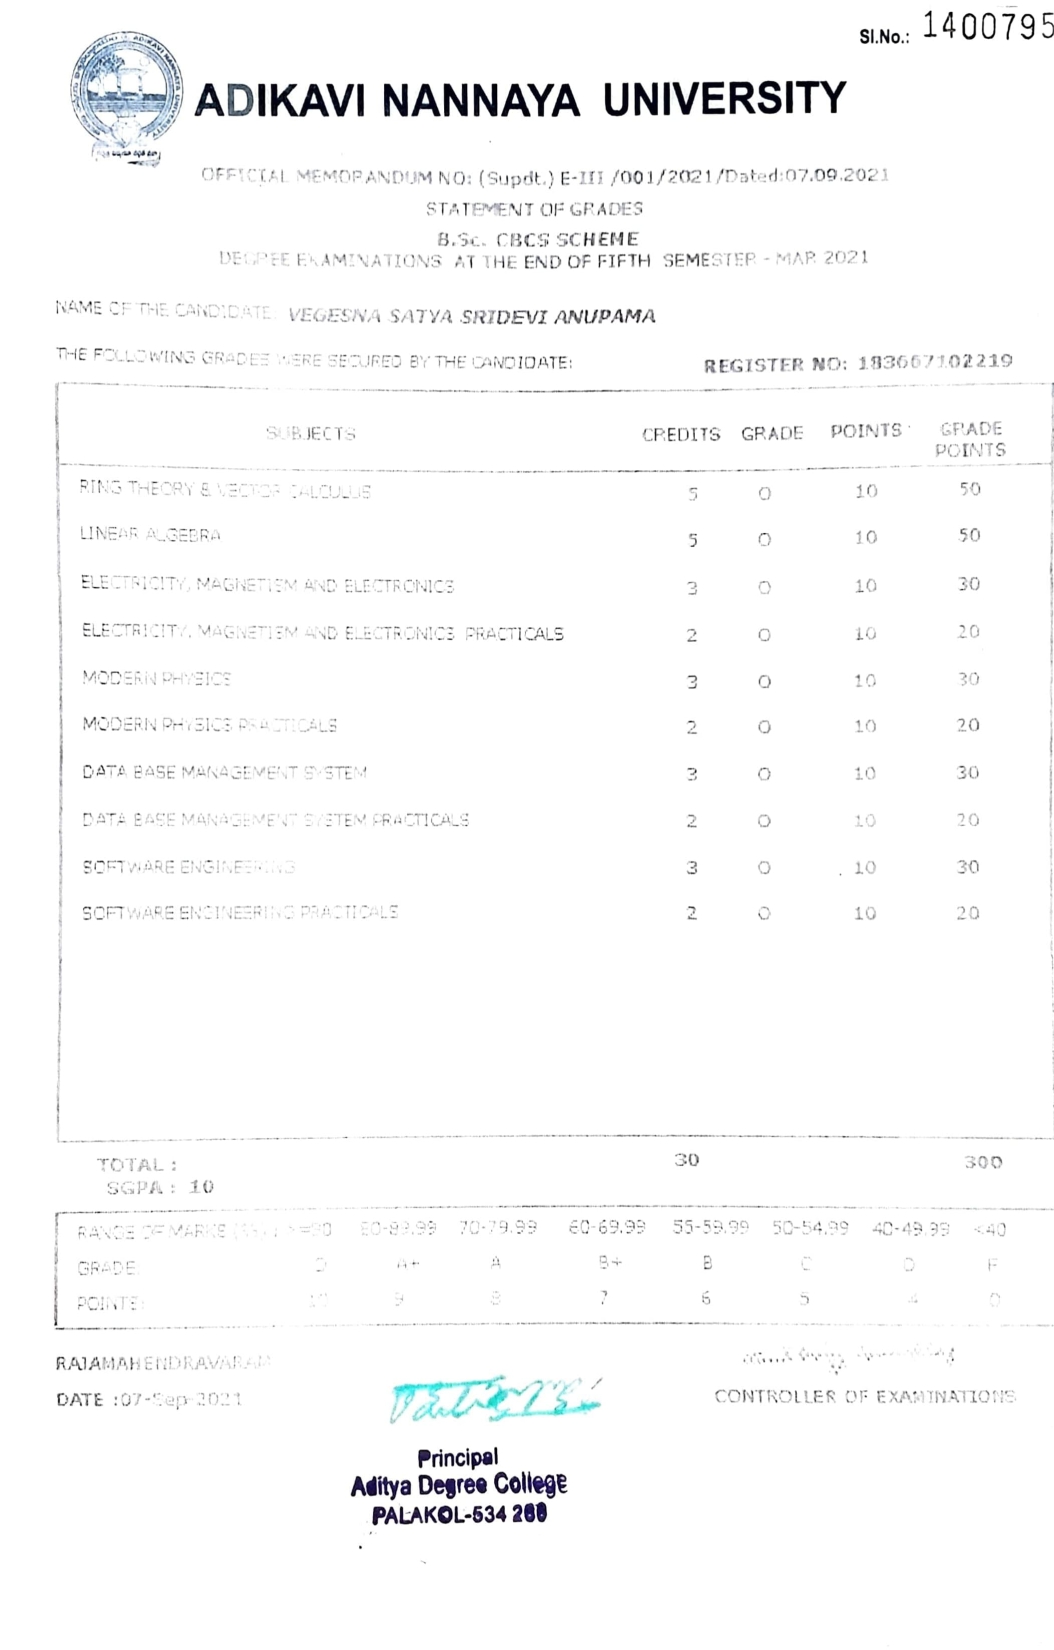 Sl.No.: 1400795
ADIKAVI NANNAYA UNIVERSITY
OFFICIAL MEMORANDUM NO: (Supdt.) E-III /001/2021/Dated:07.09.2021
STATEMENT OF GRADES
B.Sc. CBCS SCHEME
DEGREE EXAMINATIONS AT THE END OF FIFTH SEMESTER - MAR 2021
NAME OF THE CANDIDATE: VEGESNA SATYA SRIDEVI ANUPAMA
THE FOLLOWING GRADES WERE SECURED BY THE CANDIDATE: REGISTER NO: 183667102219
SUBJECTS CREDITS GRADE POINTS GRADE POINTS
RING THEORY & VECTOR CALCULUS 5 O 10 50
LINEAR ALGEBRA 5 O 10 50
ELECTRICITY, MAGNETISM AND ELECTRONICS 3 O 10 30
ELECTRICITY, MAGNETISM AND ELECTRONICS PRACTICALS 2 O 10 20
MODERN PHYSICS 3 O 10 30
MODERN PHYSICS PRACTICALS 2 O 10 20
DATA BASE MANAGEMENT SYSTEM 3 O 10 30
DATA BASE MANAGEMENT SYSTEM PRACTICALS 2 O 10 20
SOFTWARE ENGINEERING 3 O 10 30
SOFTWARE ENGINEERING PRACTICALS 2 O 10 20
TOTAL : 30 300
SGPA : 10
RANGE OF MARKS >=90 80-89.99 70-79.99 60-69.99 55-59.99 50-54.99 40-49.99 <40
GRADE: O A+ A B+ B C D F
POINTS: 10 9 8 7 6 5 4 0
RAJAMAHENDRAVARAM
DATE :07-Sep-2021
CONTROLLER OF EXAMINATIONS
Principal
Aditya Degree College
PALAKOL-534 260